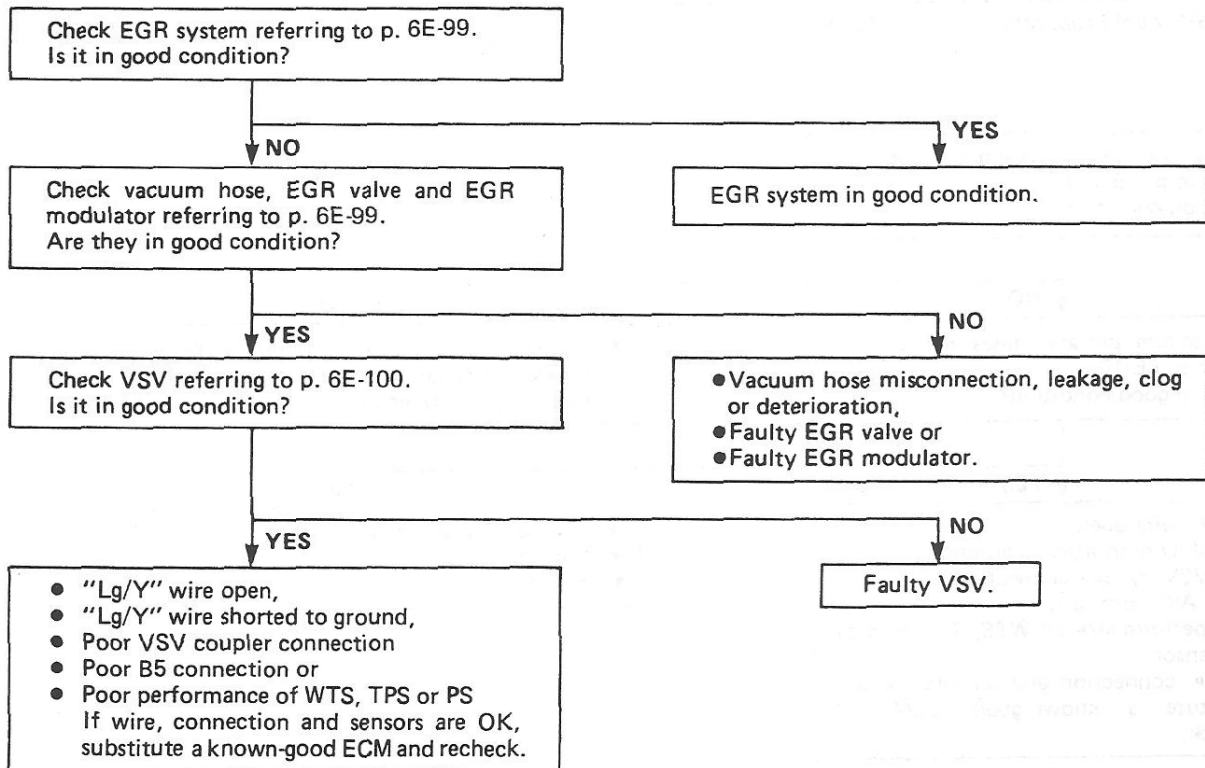 Check EGR system referring to p. 6E-99.
Is it in good condition?
NO
YES
Check vacuum hose, EGR valve and EGR
modulator referring to p. 6E-99.
Are they in good condition?
EGR system in good condition.
YES
NO
Check VSV referring to p. 6E-100.
Is it in good condition?
●Vacuum hose misconnection, leakage, clog
or deterioration,
●Faulty EGR valve or
●Faulty EGR modulator.
YES
NO
● "Lg/Y" wire open,
● "Lg/Y" wire shorted to ground,
● Poor VSV coupler connection
● Poor B5 connection or
● Poor performance of WTS, TPS or PS
If wire, connection and sensors are OK,
substitute a known-good ECM and recheck.
Faulty VSV.